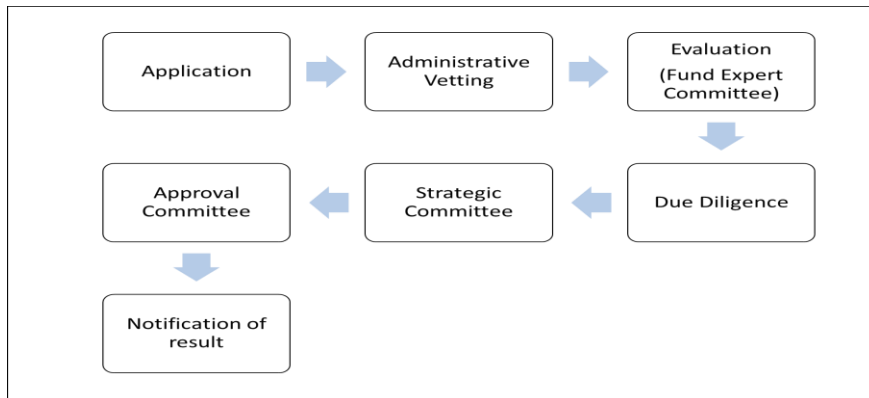 Application
Administrative
Vetting
Evaluation
(Fund Expert
Committee)
Due Diligence
Strategic
Committee
Approval
Committee
Notification of
result